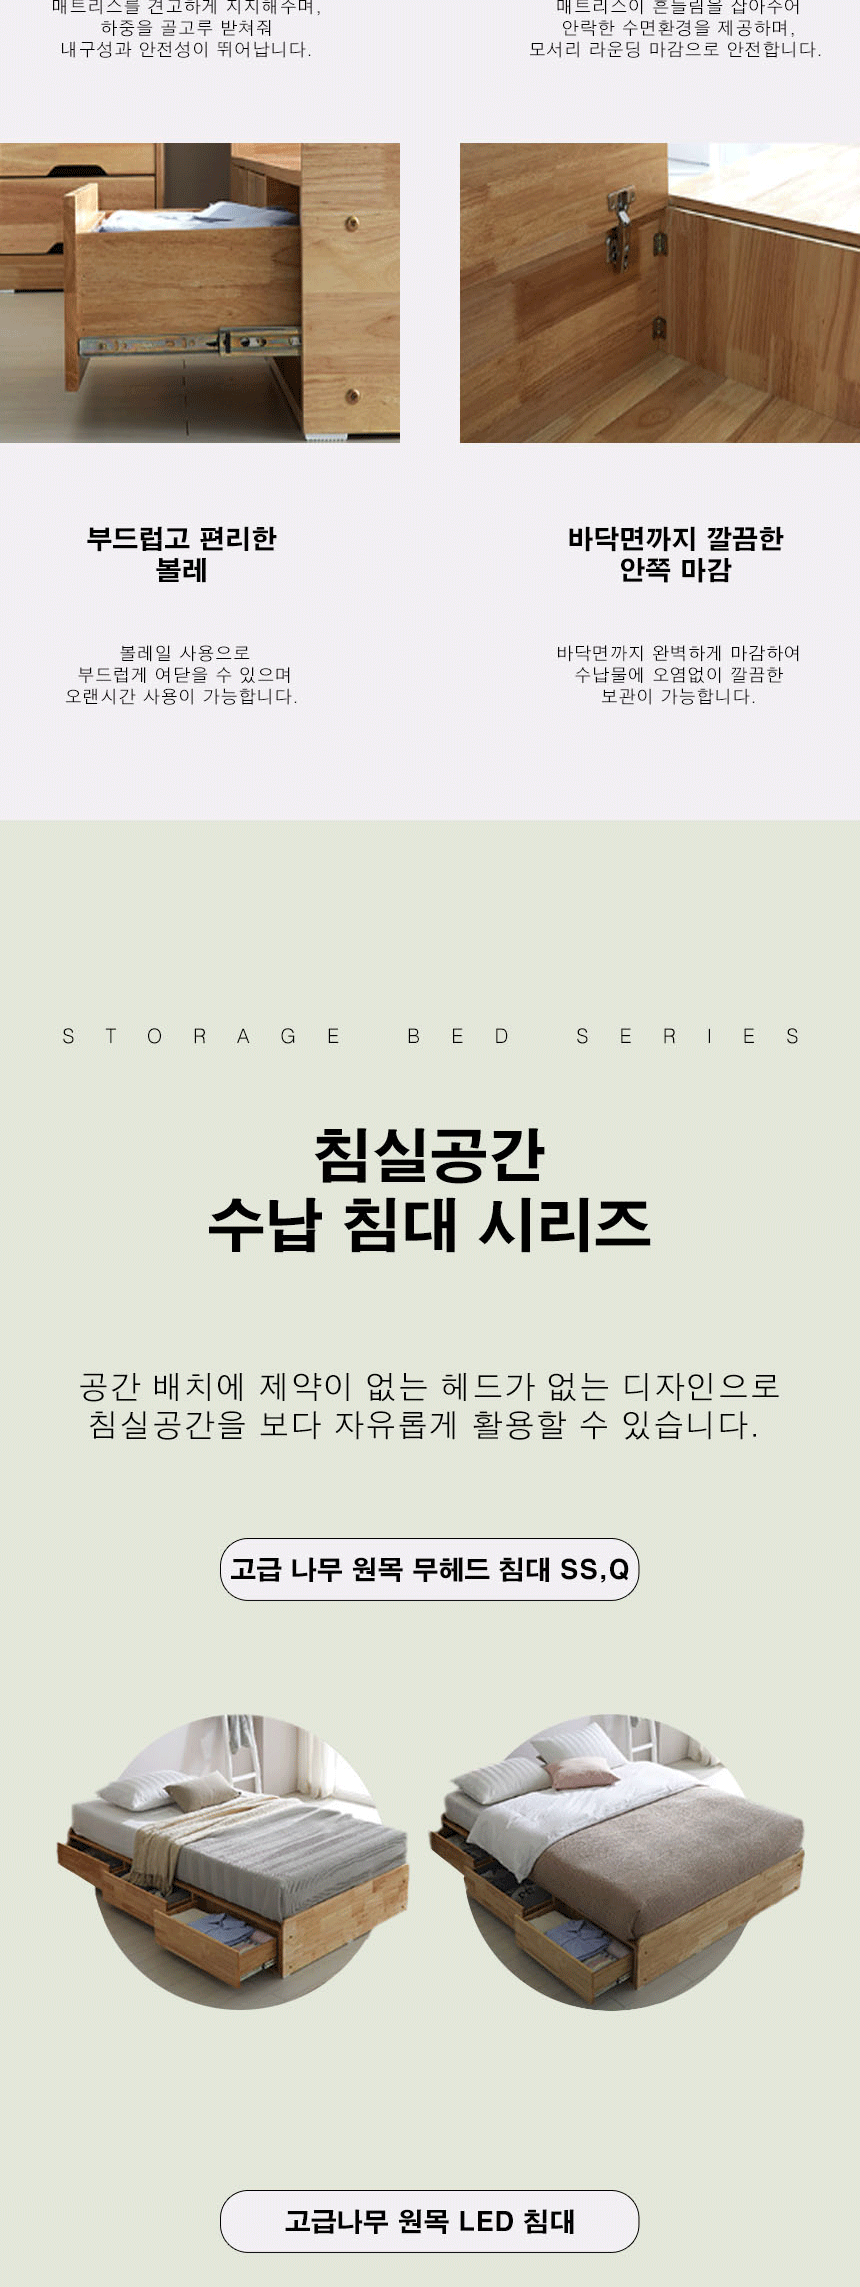 매트리스를 견고하게 지지해주며,
하중을 골고루 받쳐줘
내구성과 안전성이 뛰어납니다.
매트리스이 흔들림을 잡아주어
안락한 수면환경을 제공하며,
모서리 라운딩 마감으로 안전합니다.
부드럽고 편리한
볼레
볼레일 사용으로
부드럽게 여닫을 수 있으며
오랜시간 사용이 가능합니다.
바닥면까지 깔끔한
안쪽 마감
바닥면까지 완벽하게 마감하여
수납물에 오염없이 깔끔한
보관이 가능합니다.
STORAGE BED SERIES
침실공간
수납 침대 시리즈
공간 배치에 제약이 없는 헤드가 없는 디자인으로
침실공간을 보다 자유롭게 활용할 수 있습니다.
고급 나무 원목 무헤드 침대 SS,Q
고급나무 원목 LED 침대